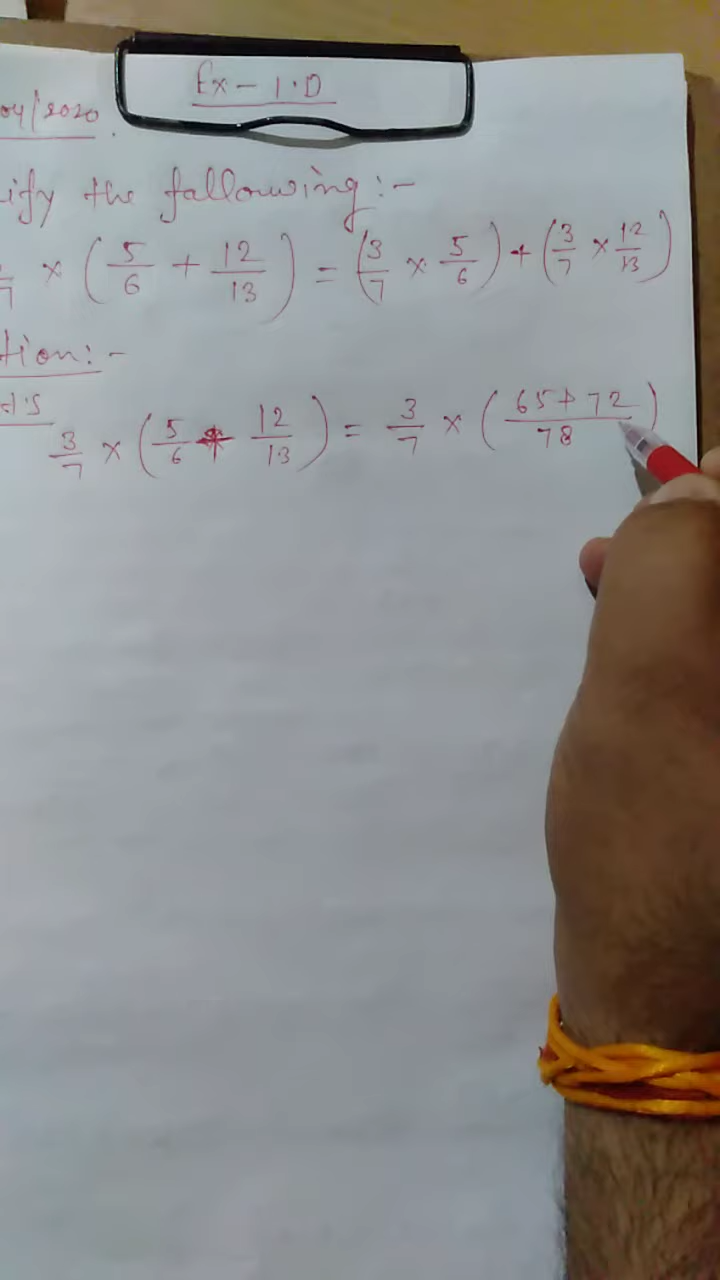 Ex - 1.D
04/2020.
ify the following:-
/7 × (5/6 + 12/13) = (3/7 × 5/6) + (3/7 × 12/13)
tion:-
H.S
3/7 × (5/6 + 12/13) = 3/7 × (65+72/78)